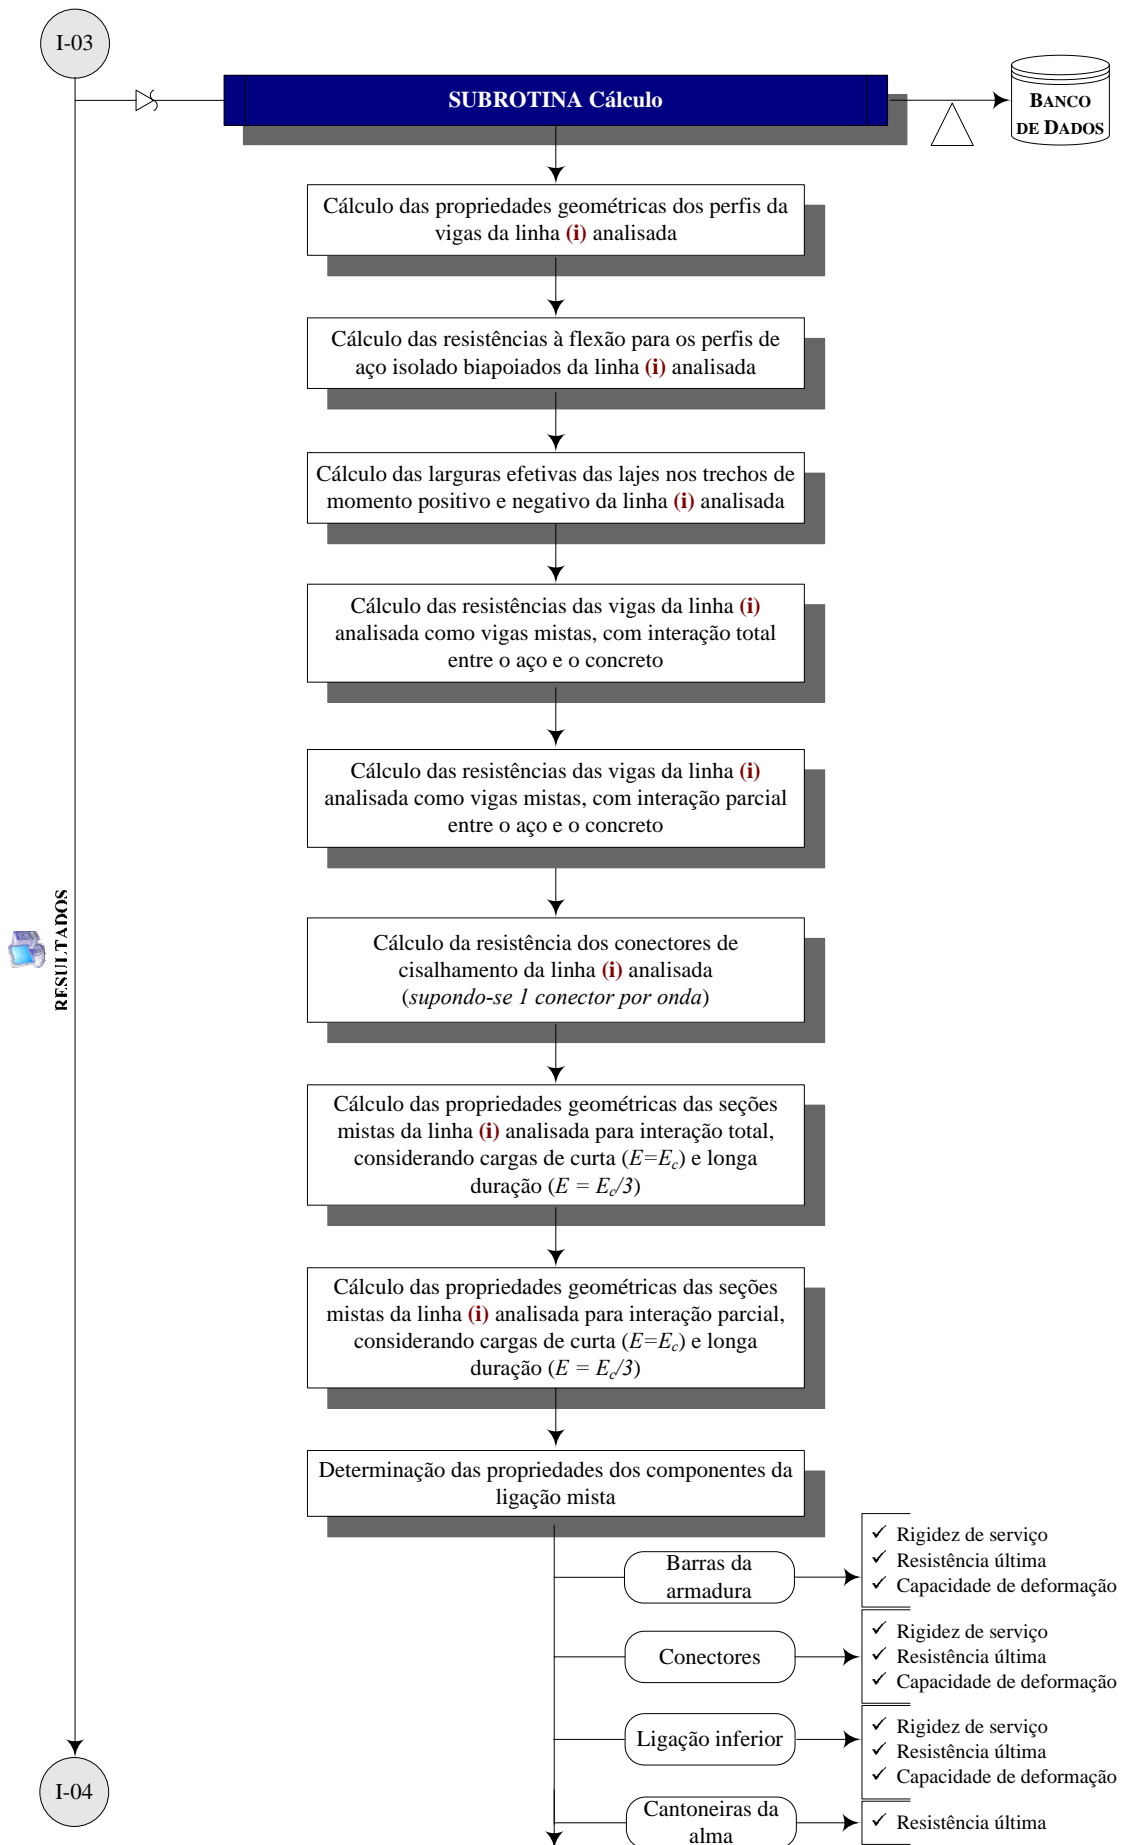 I-03
SUBROTINA Cálculo
BANCO
DE DADOS
Cálculo das propriedades geométricas dos perfis da
vigas da linha (i) analisada
Cálculo das resistências à flexão para os perfis de
aço isolado biapoiados da linha (i) analisada
Cálculo das larguras efetivas das lajes nos trechos de
momento positivo e negativo da linha (i) analisada
Cálculo das resistências das vigas da linha (i)
analisada como vigas mistas, com interação total
entre o aço e o concreto
Cálculo das resistências das vigas da linha (i)
analisada como vigas mistas, com interação parcial
entre o aço e o concreto
RESULTADOS
Cálculo da resistência dos conectores de
cisalhamento da linha (i) analisada
(supondo-se 1 conector por onda)
Cálculo das propriedades geométricas das seções
mistas da linha (i) analisada para interação total,
considerando cargas de curta (E=Ec) e longa
duração (E = Ec/3)
Cálculo das propriedades geométricas das seções
mistas da linha (i) analisada para interação parcial,
considerando cargas de curta (E=Ec) e longa
duração (E = Ec/3)
Determinação das propriedades dos componentes da
ligação mista
Barras da
armadura
✓ Rigidez de serviço
✓ Resistência última
✓ Capacidade de deformação
Conectores
✓ Rigidez de serviço
✓ Resistência última
✓ Capacidade de deformação
Ligação inferior
✓ Rigidez de serviço
✓ Resistência última
✓ Capacidade de deformação
I-04
Cantoneiras da
alma
✓ Resistência última